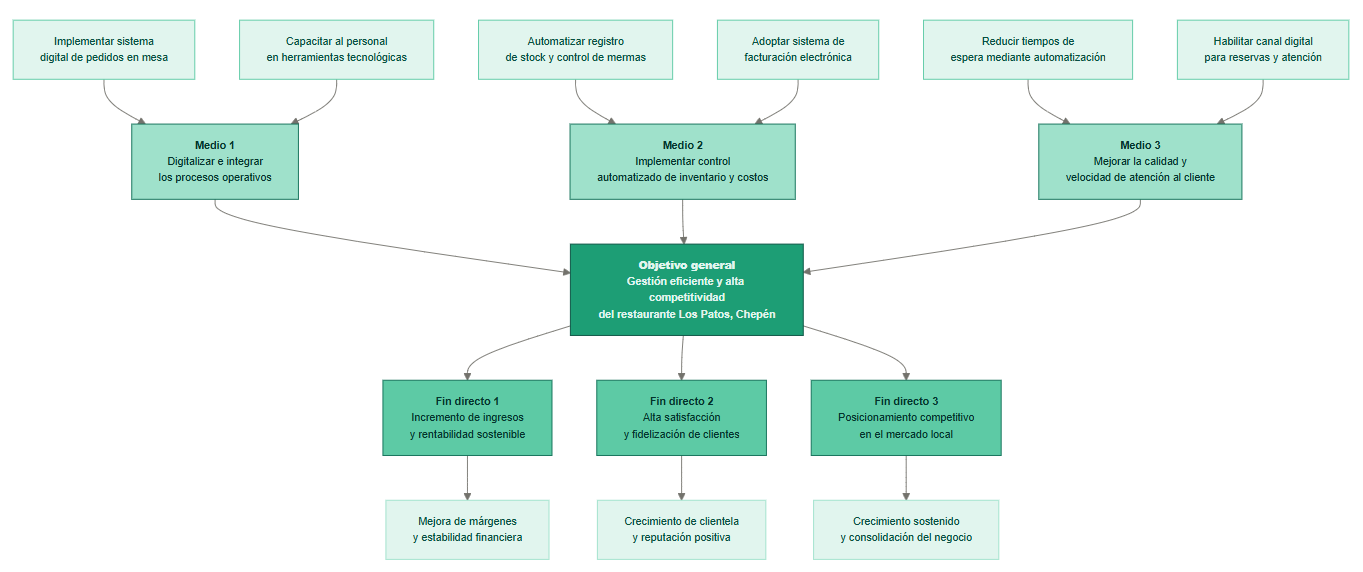 Implementar sistema
digital de pedidos en mesa
Capacitar al personal
en herramientas tecnológicas
Automatizar registro
de stock y control de mermas
Adoptar sistema de
facturación electrónica
Reducir tiempos de
espera mediante automatización
Habilitar canal digital
para reservas y atención
Medio 1
Digitalizar e integrar
los procesos operativos
Medio 2
Implementar control
automatizado de inventario y costos
Medio 3
Mejorar la calidad y
velocidad de atención al cliente
Objetivo general
Gestión eficiente y alta
competitividad
del restaurante Los Patos, Chepén
Fin directo 1
Incremento de ingresos
y rentabilidad sostenible
Fin directo 2
Alta satisfacción
y fidelización de clientes
Fin directo 3
Posicionamiento competitivo
en el mercado local
Mejora de márgenes
y estabilidad financiera
Crecimiento de clientela
y reputación positiva
Crecimiento sostenido
y consolidación del negocio